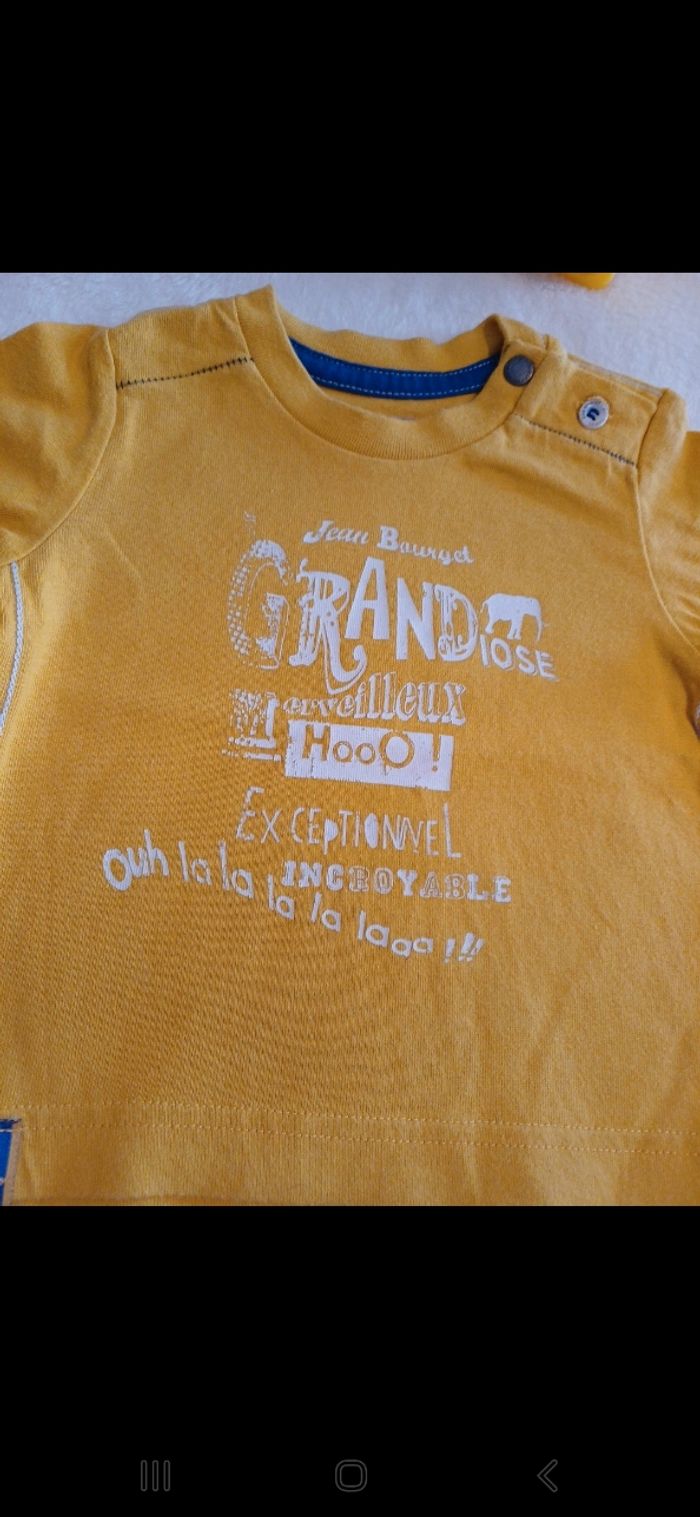 Jean Bourget
GRANDIOSE
Merveilleux
HooO !
EXCEPTIONNEL
INCROYABLE
Ouh la la la la laaa !!!